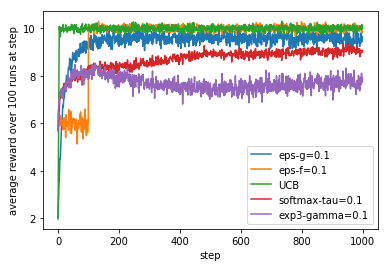 10
8
6
4
2
average reward over 100 runs at step
0
200
400
600
800
1000
step
eps-g=0.1
eps-f=0.1
UCB
softmax-tau=0.1
exp3-gamma=0.1